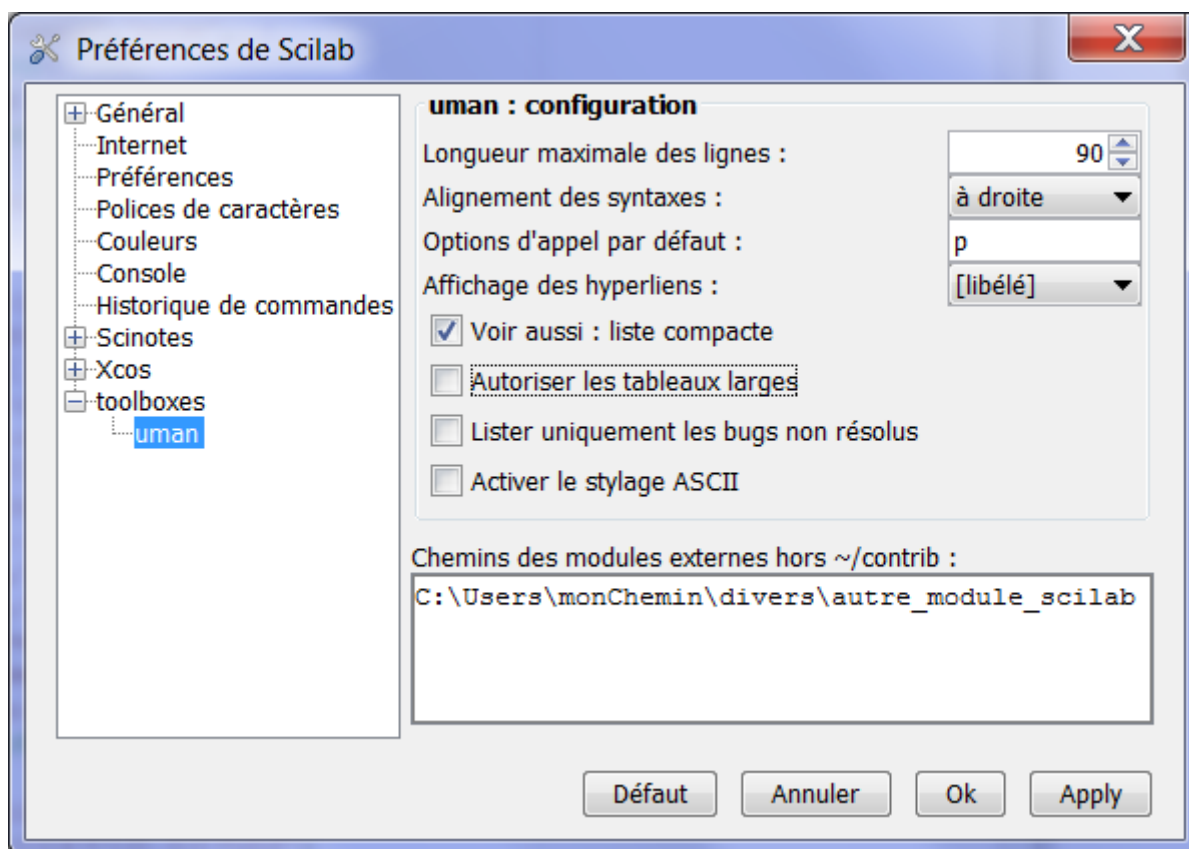 Préférences de Scilab
Général
Internet
Préférences
Polices de caractères
Couleurs
Console
Historique de commandes
Scinotes
Xcos
toolboxes
uman
uman : configuration
Longueur maximale des lignes : 90
Alignement des syntaxes : à droite
Options d'appel par défaut : p
Affichage des hyperliens : [libélé]
Voir aussi : liste compacte
Autoriser les tableaux larges
Lister uniquement les bugs non résolus
Activer le stylage ASCII
Chemins des modules externes hors ~/contrib :
C:\Users\monChemin\divers\autre_module_scilab
Défaut Annuler Ok Apply